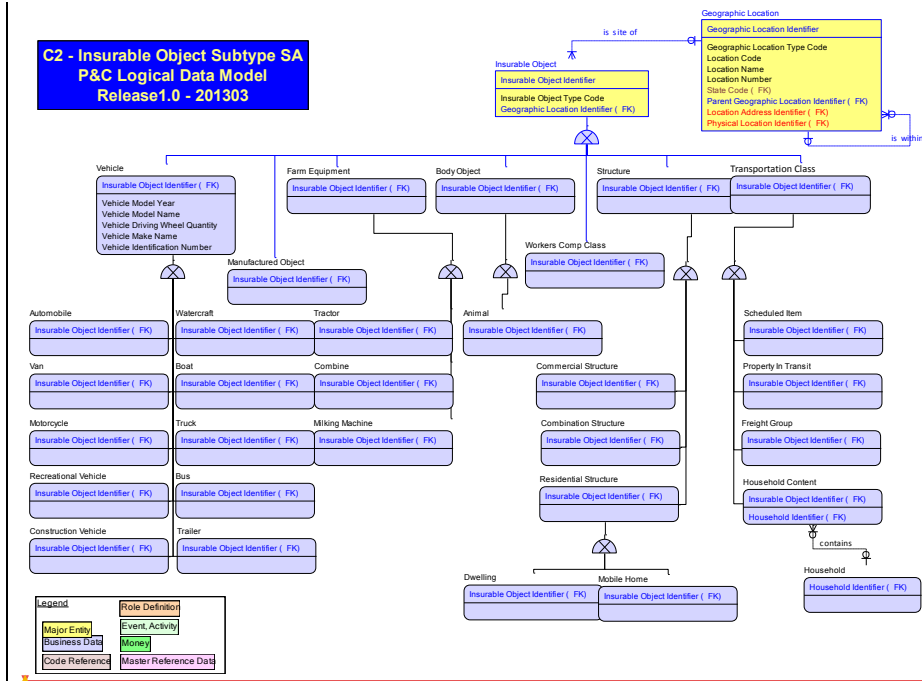 C2 - Insurable Object Subtype SA
P&C Logical Data Model
Release1.0 - 201303
Geographic Location
Geographic Location Identifier
Geographic Location Type Code
Location Code
Location Name
Location Number
State Code ( FK)
Parent Geographic Location Identifier ( FK)
Location Address Identifier ( FK)
Physical Location Identifier ( FK)
is site of
is within
Insurable Object
Insurable Object Identifier
Insurable Object Type Code
Geographic Location Identifier ( FK)
Vehicle
Insurable Object Identifier ( FK)
Vehicle Model Year
Vehicle Model Name
Vehicle Driving Wheel Quantity
Vehicle Make Name
Vehicle Identification Number
Farm Equipment
Insurable Object Identifier ( FK)
Body Object
Insurable Object Identifier ( FK)
Structure
Insurable Object Identifier ( FK)
Transportation Class
Insurable Object Identifier ( FK)
Manufactured Object
Insurable Object Identifier ( FK)
Workers Comp Class
Insurable Object Identifier ( FK)
Automobile
Insurable Object Identifier ( FK)
Watercraft
Insurable Object Identifier ( FK)
Tractor
Insurable Object Identifier ( FK)
Animal
Insurable Object Identifier ( FK)
Scheduled Item
Insurable Object Identifier ( FK)
Van
Insurable Object Identifier ( FK)
Boat
Insurable Object Identifier ( FK)
Combine
Insurable Object Identifier ( FK)
Commercial Structure
Insurable Object Identifier ( FK)
Property In Transit
Insurable Object Identifier ( FK)
Motorcycle
Insurable Object Identifier ( FK)
Truck
Insurable Object Identifier ( FK)
Milking Machine
Insurable Object Identifier ( FK)
Combination Structure
Insurable Object Identifier ( FK)
Freight Group
Insurable Object Identifier ( FK)
Recreational Vehicle
Insurable Object Identifier ( FK)
Bus
Insurable Object Identifier ( FK)
Residential Structure
Insurable Object Identifier ( FK)
Household Content
Insurable Object Identifier ( FK)
Household Identifier ( FK)
Construction Vehicle
Insurable Object Identifier ( FK)
Trailer
Insurable Object Identifier ( FK)
contains
Dwelling
Insurable Object Identifier ( FK)
Mobile Home
Insurable Object Identifier ( FK)
Household
Household Identifier ( FK)
Legend
Major Entity
Business Data
Code Reference
Role Definition
Event, Activity
Money
Master Reference Data